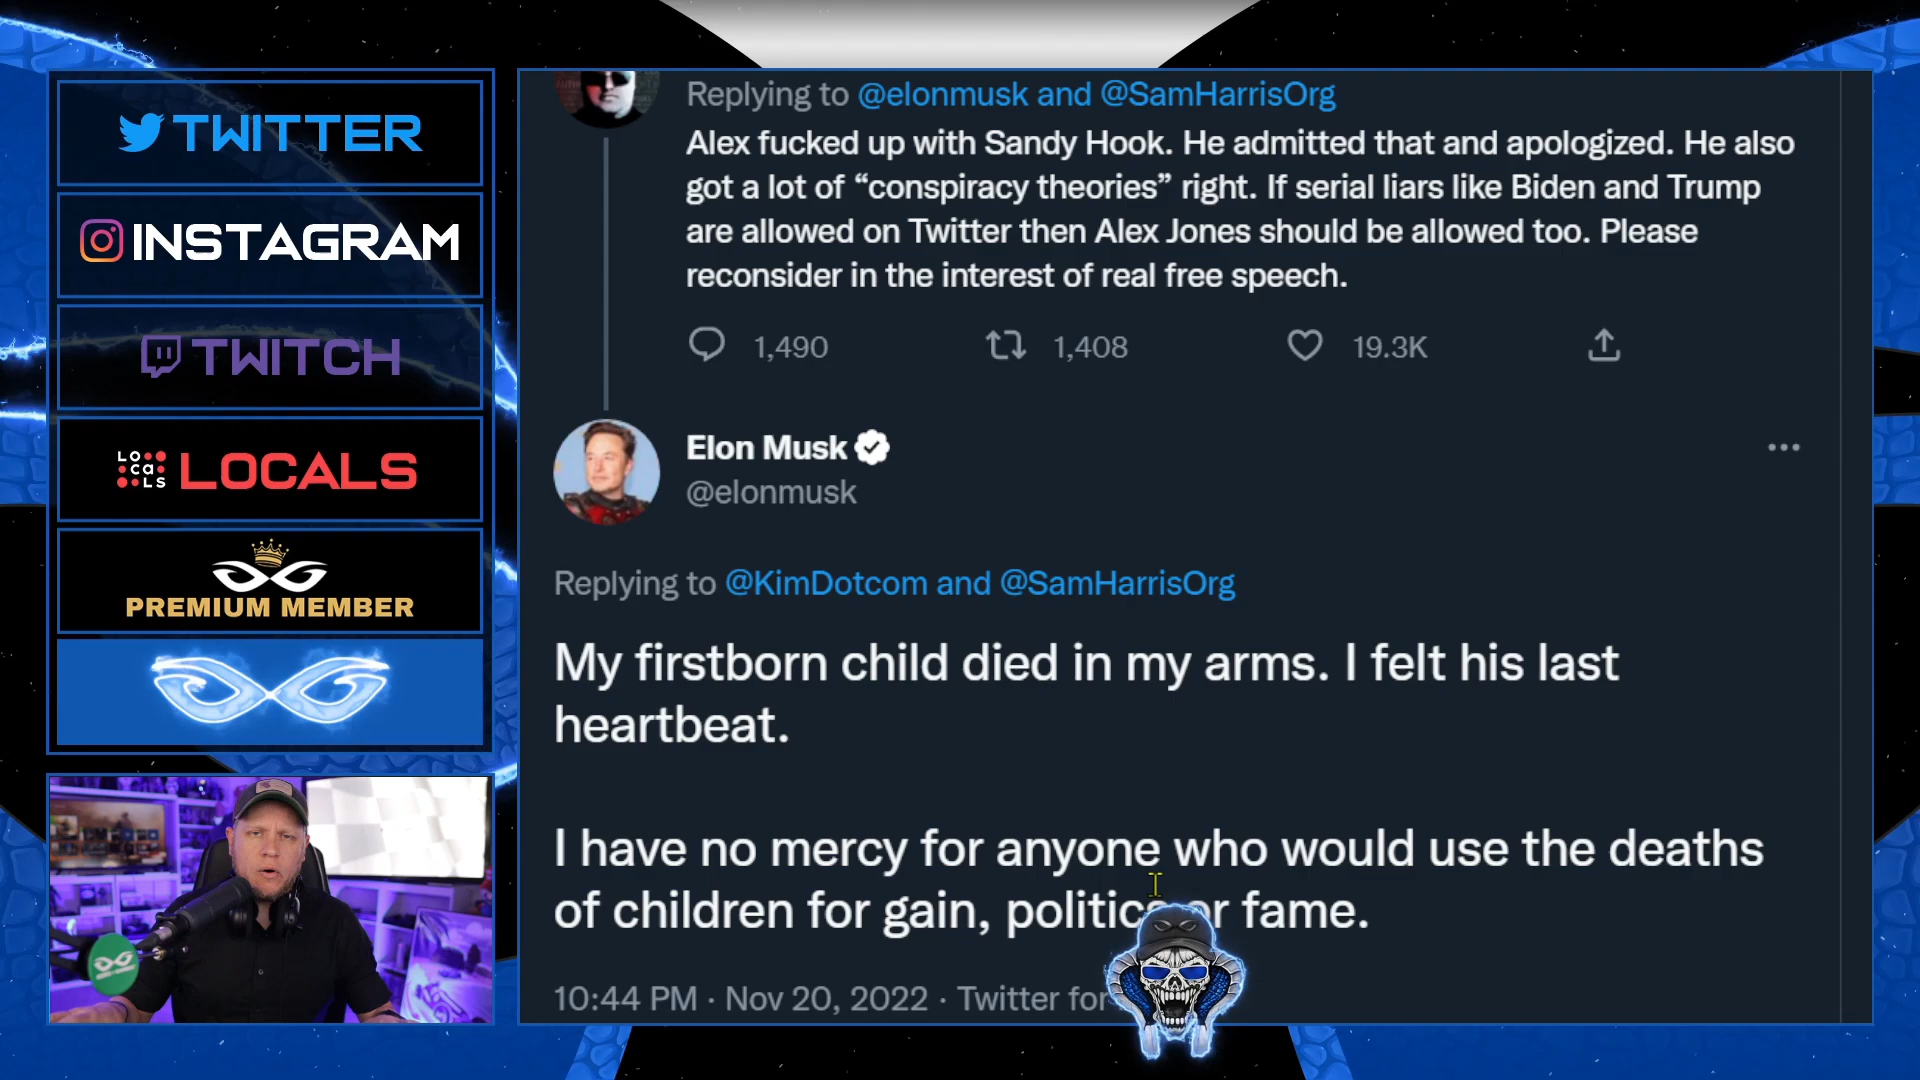 TWITTER
INSTAGRAM
TWITCH
LOCALS
LOCALS
PREMIUM MEMBER
Replying to @elonmusk and @SamHarrisOrg
Alex fucked up with Sandy Hook. He admitted that and apologized. He also
got a lot of “conspiracy theories” right. If serial liars like Biden and Trump
are allowed on Twitter then Alex Jones should be allowed too. Please
reconsider in the interest of real free speech.
1,490 1,408 19.3K
Elon Musk
@elonmusk
Replying to @KimDotcom and @SamHarrisOrg
My firstborn child died in my arms. I felt his last
heartbeat.
I have no mercy for anyone who would use the deaths
of children for gain, politics or fame.
10:44 PM · Nov 20, 2022 · Twitter for